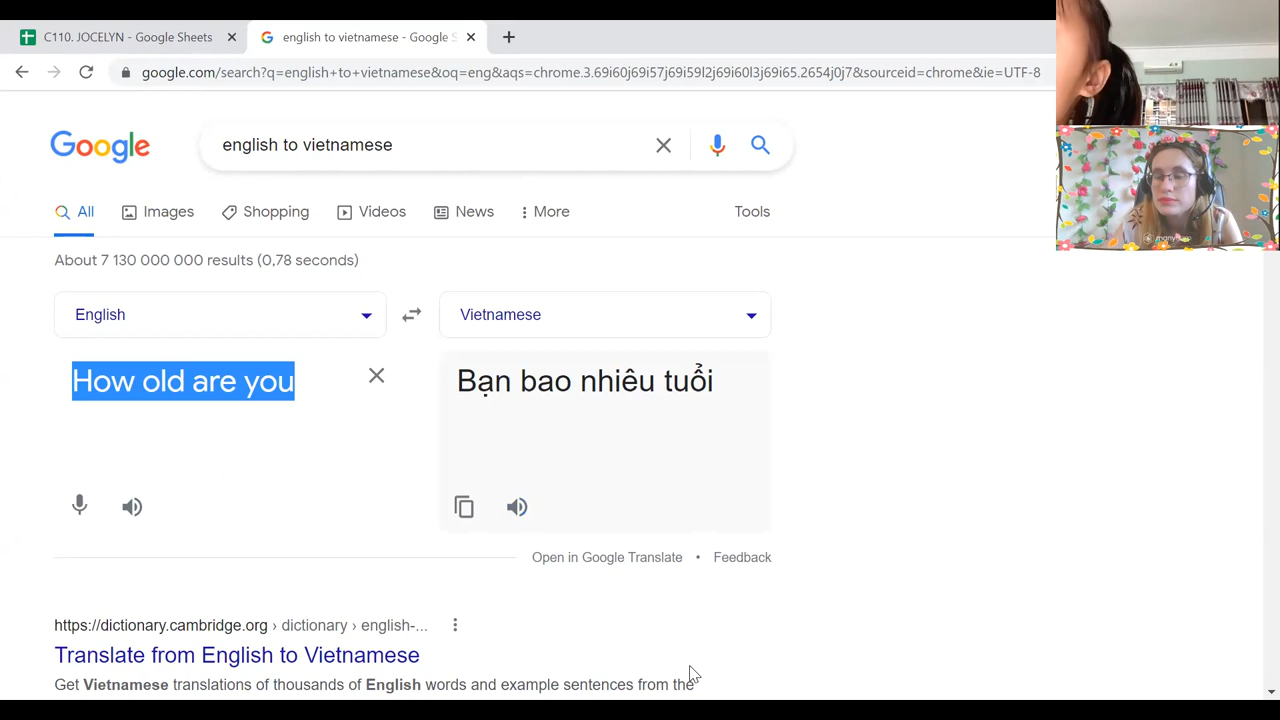 C110. JOCELYN - Google Sheets
english to vietnamese - Google S
google.com/search?q=english+to+vietnamese&oq=eng&aqs=chrome.3.69i60j69i57j69i59l2j69i60l3j69i65.2654j0j7&sourceid=chrome&ie=UTF-8
Google
english to vietnamese
All Images Shopping Videos News More Tools
About 7 130 000 000 results (0,78 seconds)
English Vietnamese
How old are you
Bạn bao nhiêu tuổi
Open in Google Translate • Feedback
https://dictionary.cambridge.org › dictionary › english-...
Translate from English to Vietnamese
Get Vietnamese translations of thousands of English words and example sentences from the